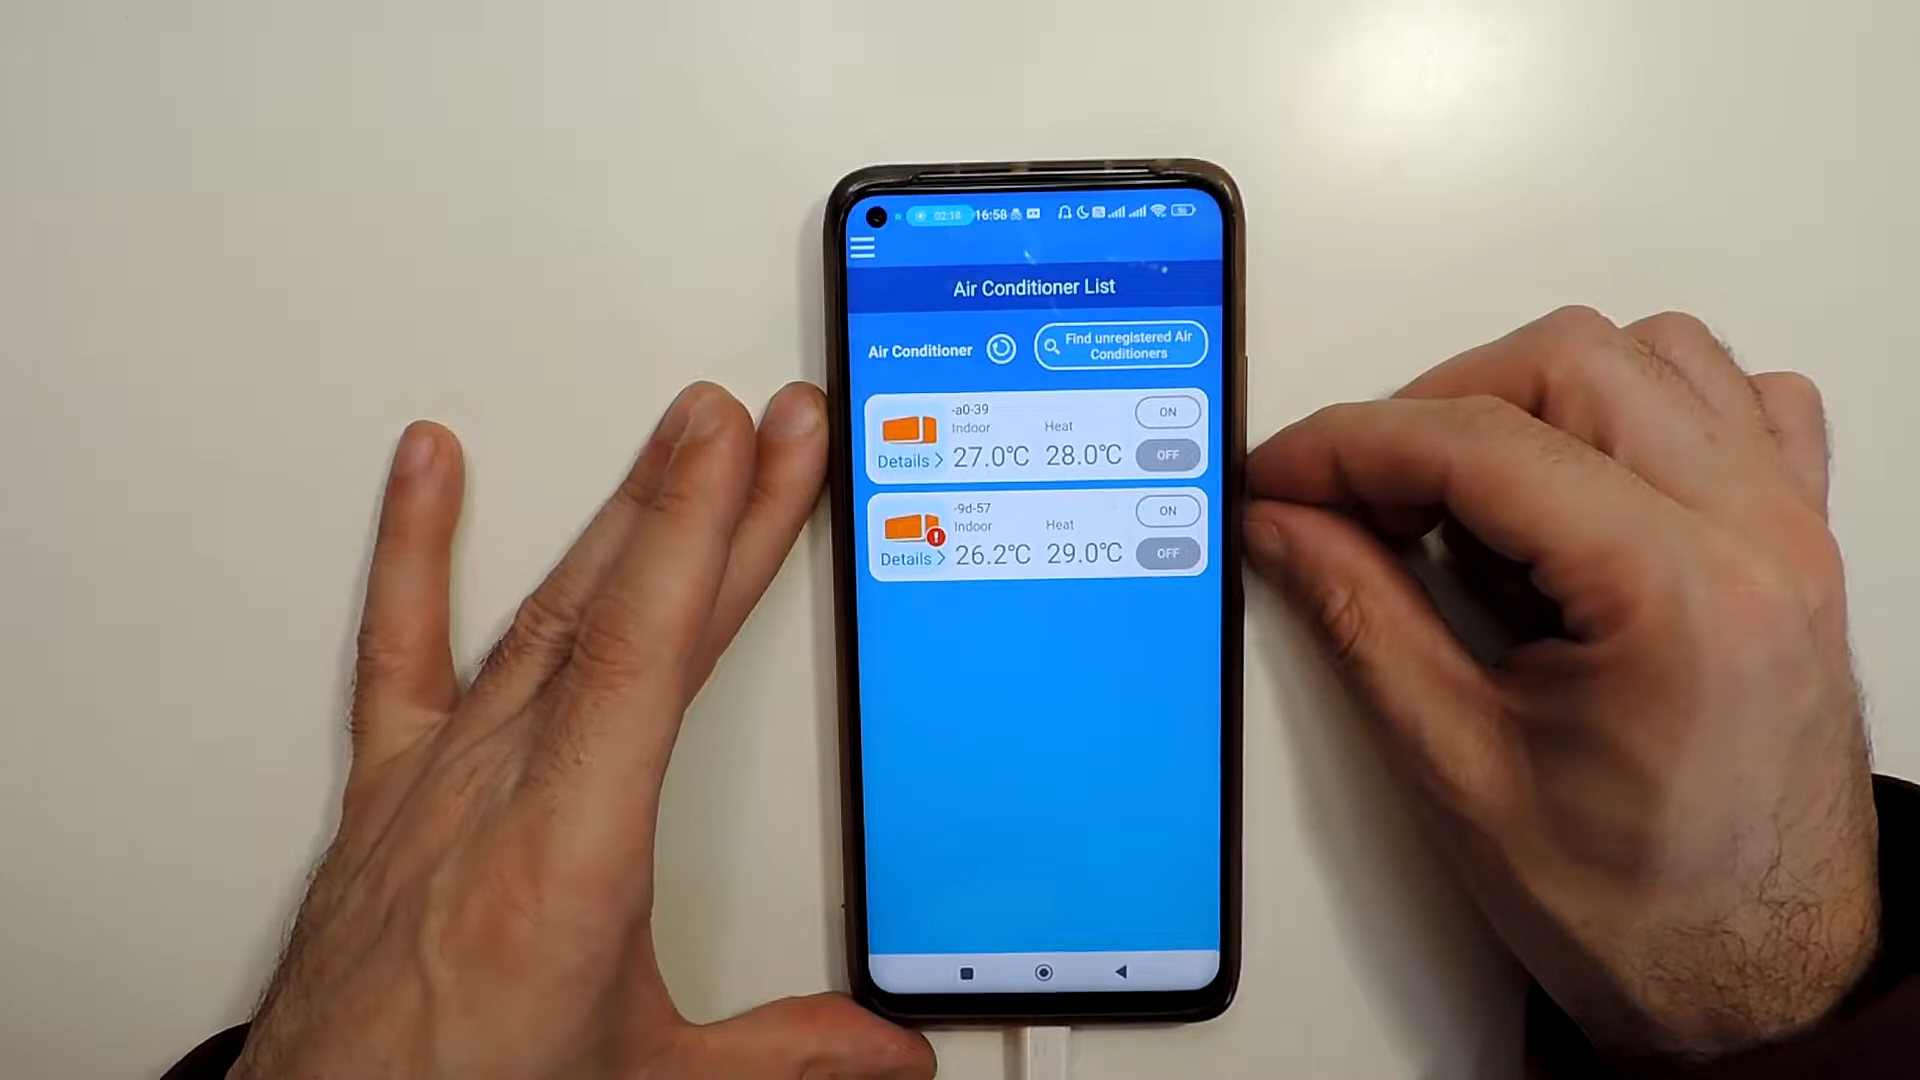 02:18 16:58
Air Conditioner List
Air Conditioner
Find unregistered Air
Conditioners
-a0-39
Indoor Heat ON
Details > 27.0℃ 28.0℃ OFF
-9d-57
Indoor Heat ON
Details > 26.2℃ 29.0℃ OFF